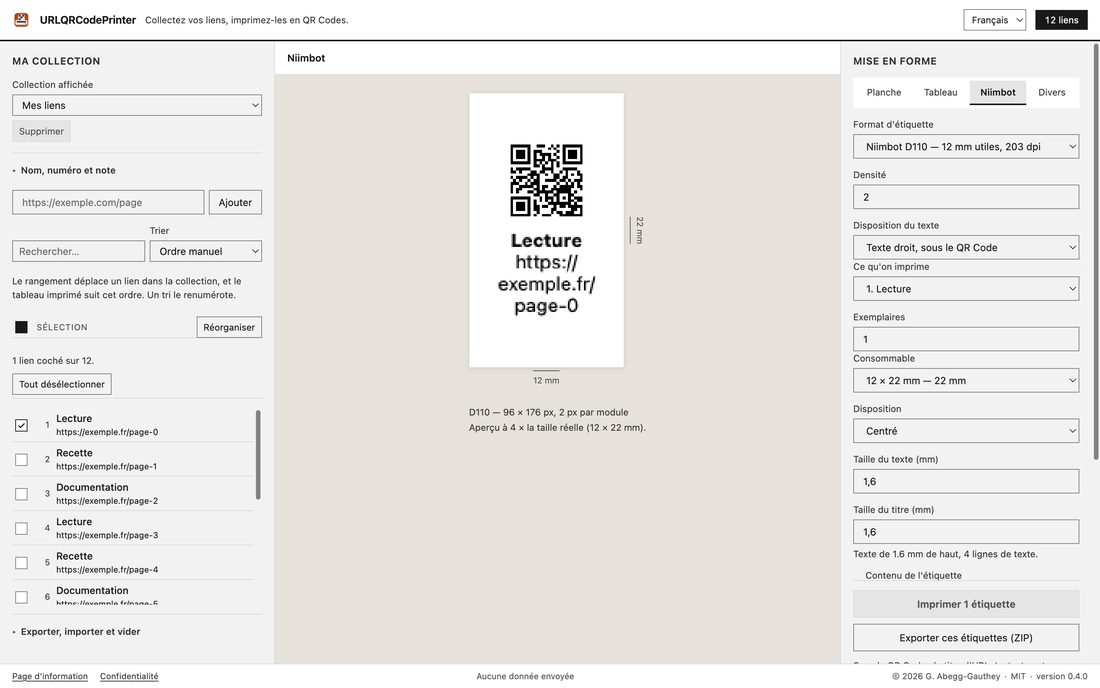 URLQRCodePrinter
Collectez vos liens, imprimez-les en QR Codes.
Français
12 liens
MA COLLECTION
Collection affichée
Mes liens
Supprimer
Nom, numéro et note
https://exemple.com/page
Ajouter
Trier
Rechercher...
Ordre manuel
Le rangement déplace un lien dans la collection, et le
tableau imprimé suit cet ordre. Un tri le renumérote.
SÉLECTION
Réorganiser
1 lien coché sur 12.
Tout désélectionner
1
Lecture
https://exemple.fr/page-0
2
Recette
https://exemple.fr/page-1
3
Documentation
https://exemple.fr/page-2
4
Lecture
https://exemple.fr/page-3
5
Recette
https://exemple.fr/page-4
6
Documentation
https://exemple.fr/page-5
Exporter, importer et vider
Niimbot
Lecture
https://
exemple.fr/
page-0
22 mm
12 mm
D110 — 96 × 176 px, 2 px par module
Aperçu à 4 × la taille réelle (12 × 22 mm).
MISE EN FORME
Planche
Tableau
Niimbot
Divers
Format d'étiquette
Niimbot D110 — 12 mm utiles, 203 dpi
Densité
2
Disposition du texte
Texte droit, sous le QR Code
Ce qu'on imprime
1. Lecture
Exemplaires
1
Consommable
12 × 22 mm — 22 mm
Disposition
Centré
Taille du texte (mm)
1,6
Taille du titre (mm)
1,6
Texte de 1.6 mm de haut, 4 lignes de texte.
Contenu de l'étiquette
Imprimer 1 étiquette
Exporter ces étiquettes (ZIP)
Page d'information
Confidentialité
Aucune donnée envoyée
© 2026 G. Abegg-Gauthey · MIT · version 0.4.0